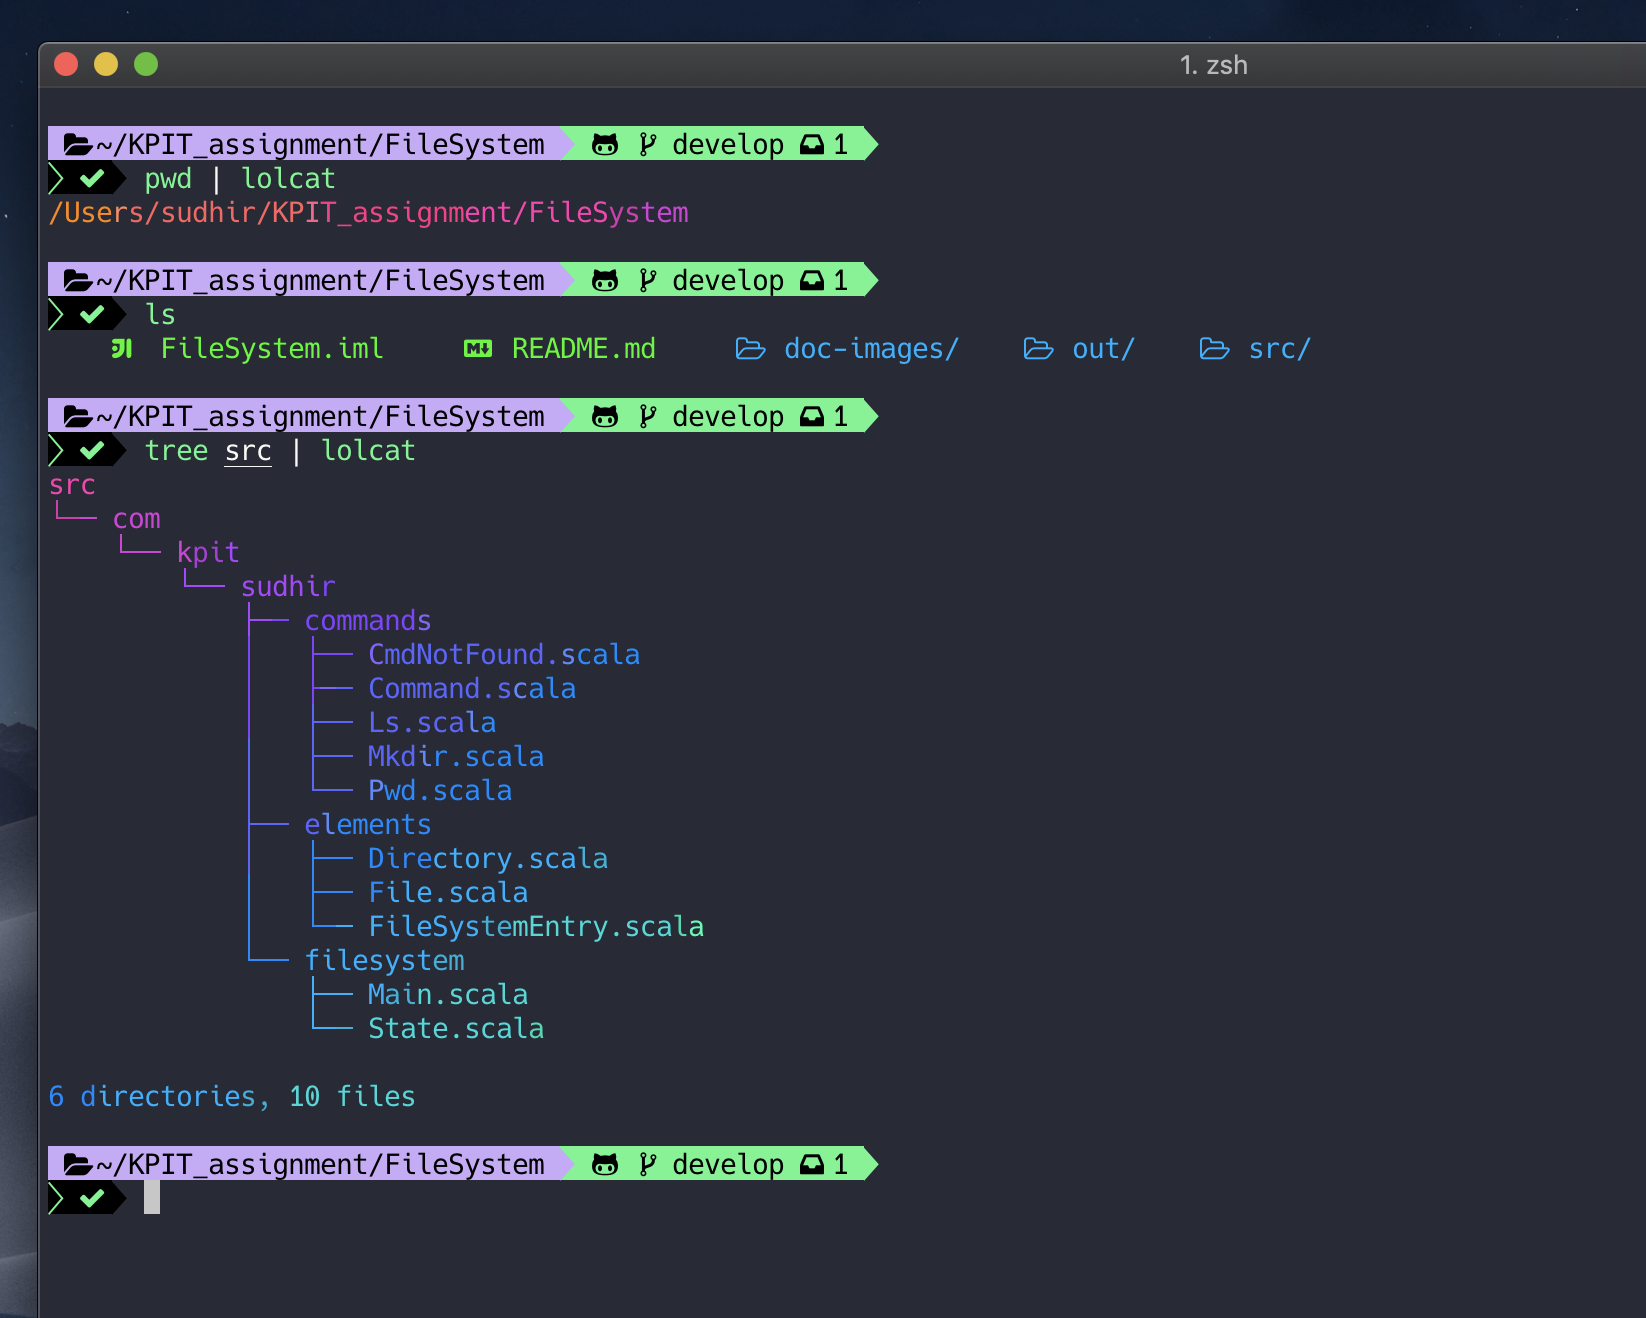 1. zsh
~/KPIT_assignment/FileSystem develop 1
pwd | lolcat
/Users/sudhir/KPIT_assignment/FileSystem
~/KPIT_assignment/FileSystem develop 1
ls
FileSystem.iml README.md doc-images/ out/ src/
~/KPIT_assignment/FileSystem develop 1
tree src | lolcat
src
└── com
    └── kpit
        └── sudhir
            ├── commands
            │   ├── CmdNotFound.scala
            │   ├── Command.scala
            │   ├── Ls.scala
            │   ├── Mkdir.scala
            │   └── Pwd.scala
            ├── elements
            │   ├── Directory.scala
            │   ├── File.scala
            │   └── FileSystemEntry.scala
            └── filesystem
                ├── Main.scala
                └── State.scala
6 directories, 10 files
~/KPIT_assignment/FileSystem develop 1